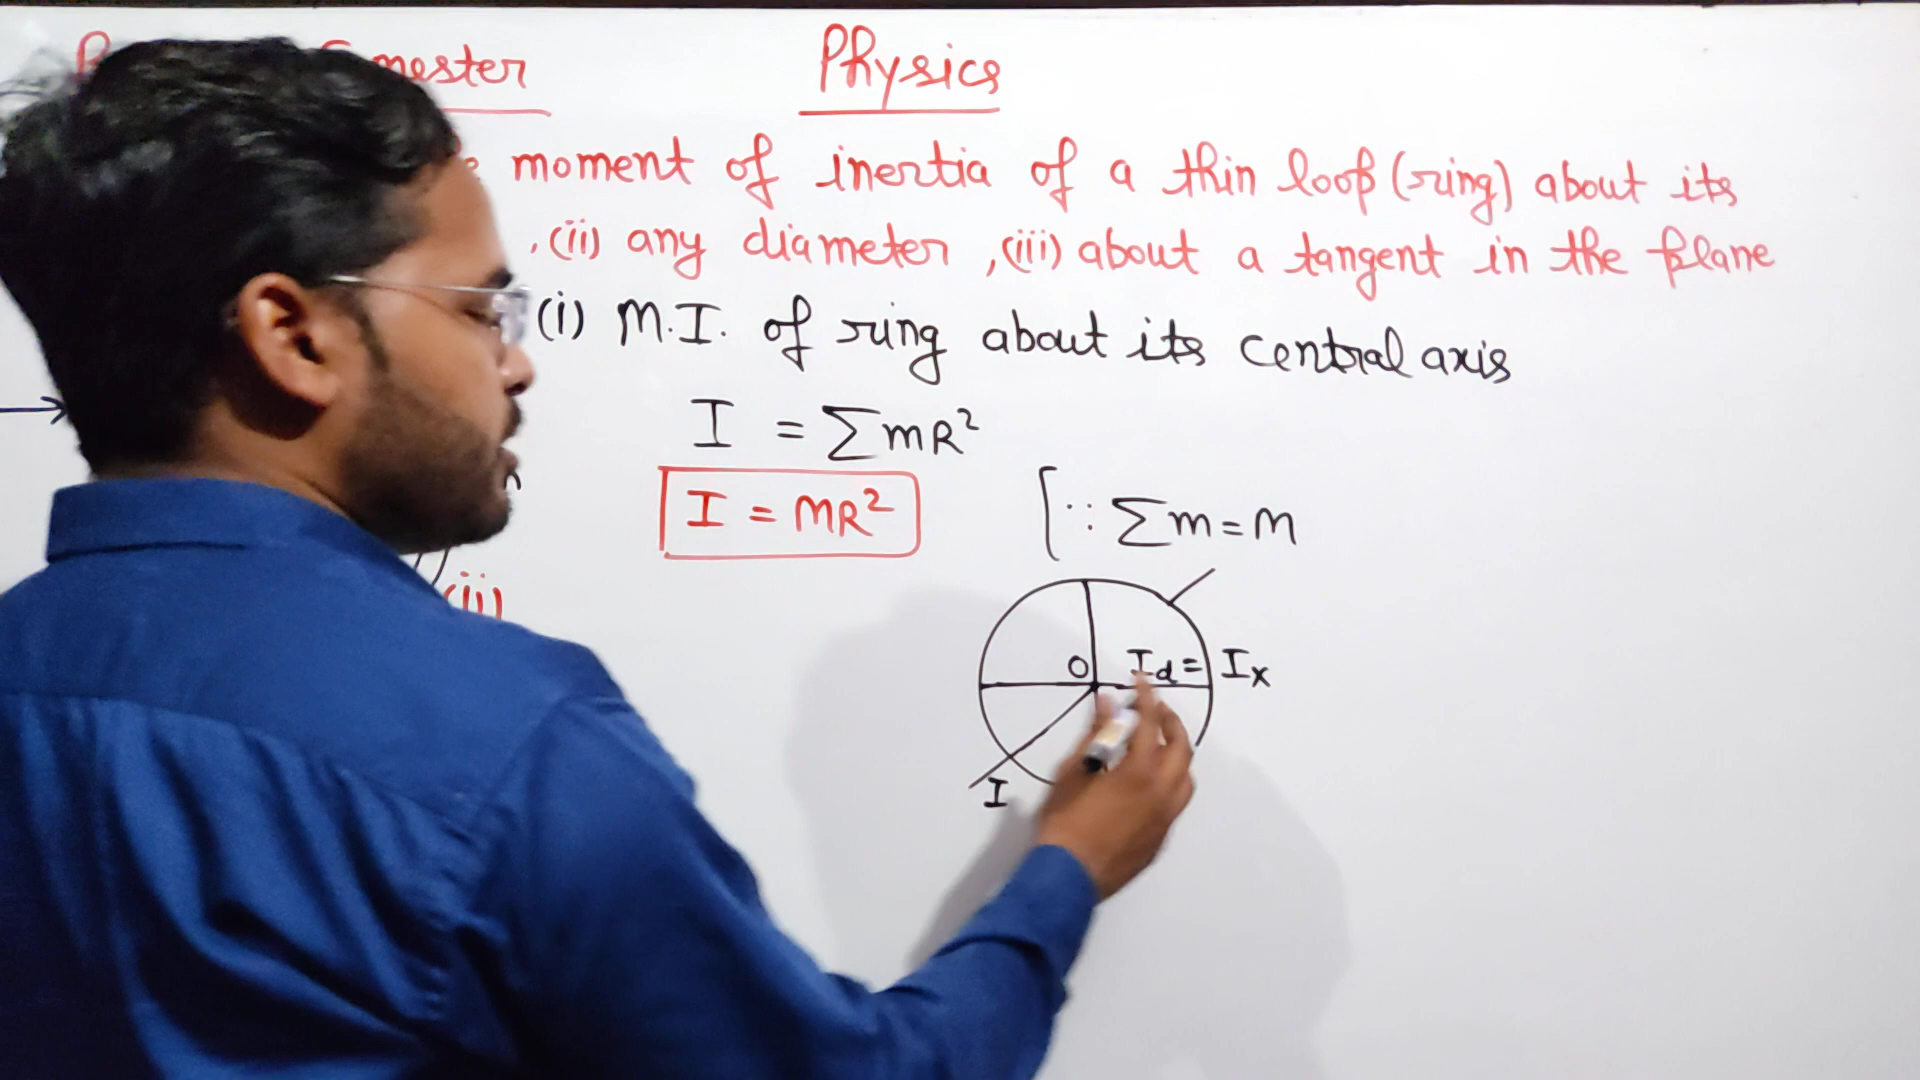 Physics
moment of inertia of a thin loop (ring) about its
,(ii) any diameter ,(iii) about a tangent in the plane
(i) M.I. of ring about its central axis
I = ∑mR²
I = MR² [∵ ∑m = M
(ii)
O Id = Ix
I